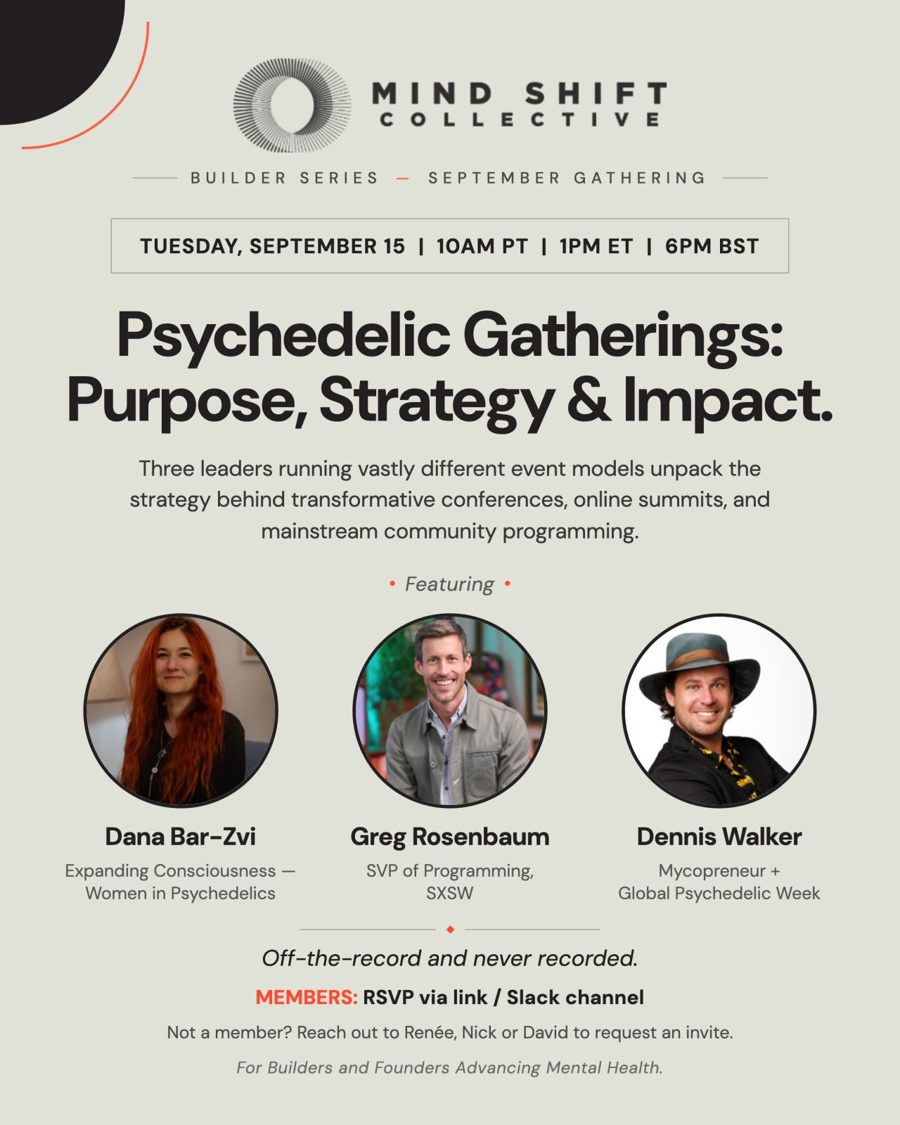 MIND SHIFT
COLLECTIVE
BUILDER SERIES — SEPTEMBER GATHERING
TUESDAY, SEPTEMBER 15 | 10AM PT | 1PM ET | 6PM BST
Psychedelic Gatherings:
Purpose, Strategy & Impact.
Three leaders running vastly different event models unpack the
strategy behind transformative conferences, online summits, and
mainstream community programming.
• Featuring •
Dana Bar-Zvi
Expanding Consciousness —
Women in Psychedelics
Greg Rosenbaum
SVP of Programming,
SXSW
Dennis Walker
Mycopreneur +
Global Psychedelic Week
Off-the-record and never recorded.
MEMBERS: RSVP via link / Slack channel
Not a member? Reach out to Renée, Nick or David to request an invite.
For Builders and Founders Advancing Mental Health.